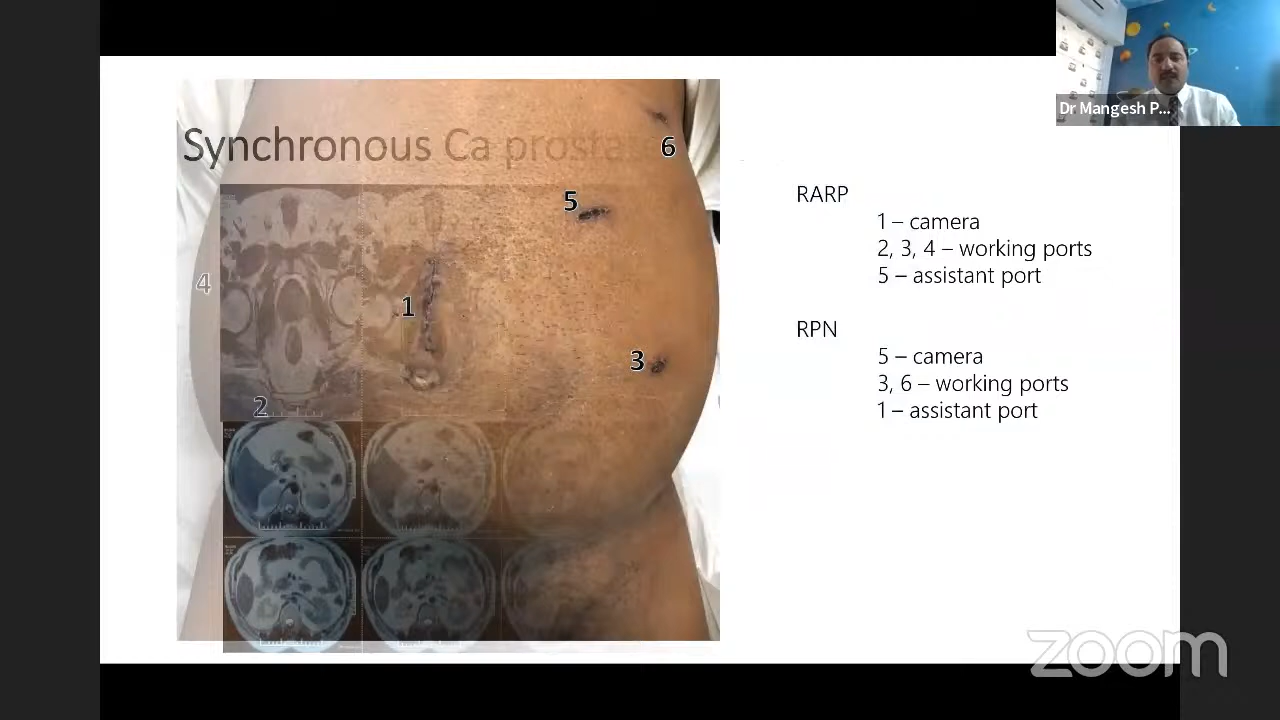 Dr Mangesh P...
Synchronous Ca prosta
6
5
4
1
3
2
RARP
1 – camera
2, 3, 4 – working ports
5 – assistant port
RPN
5 – camera
3, 6 – working ports
1 – assistant port
zoom